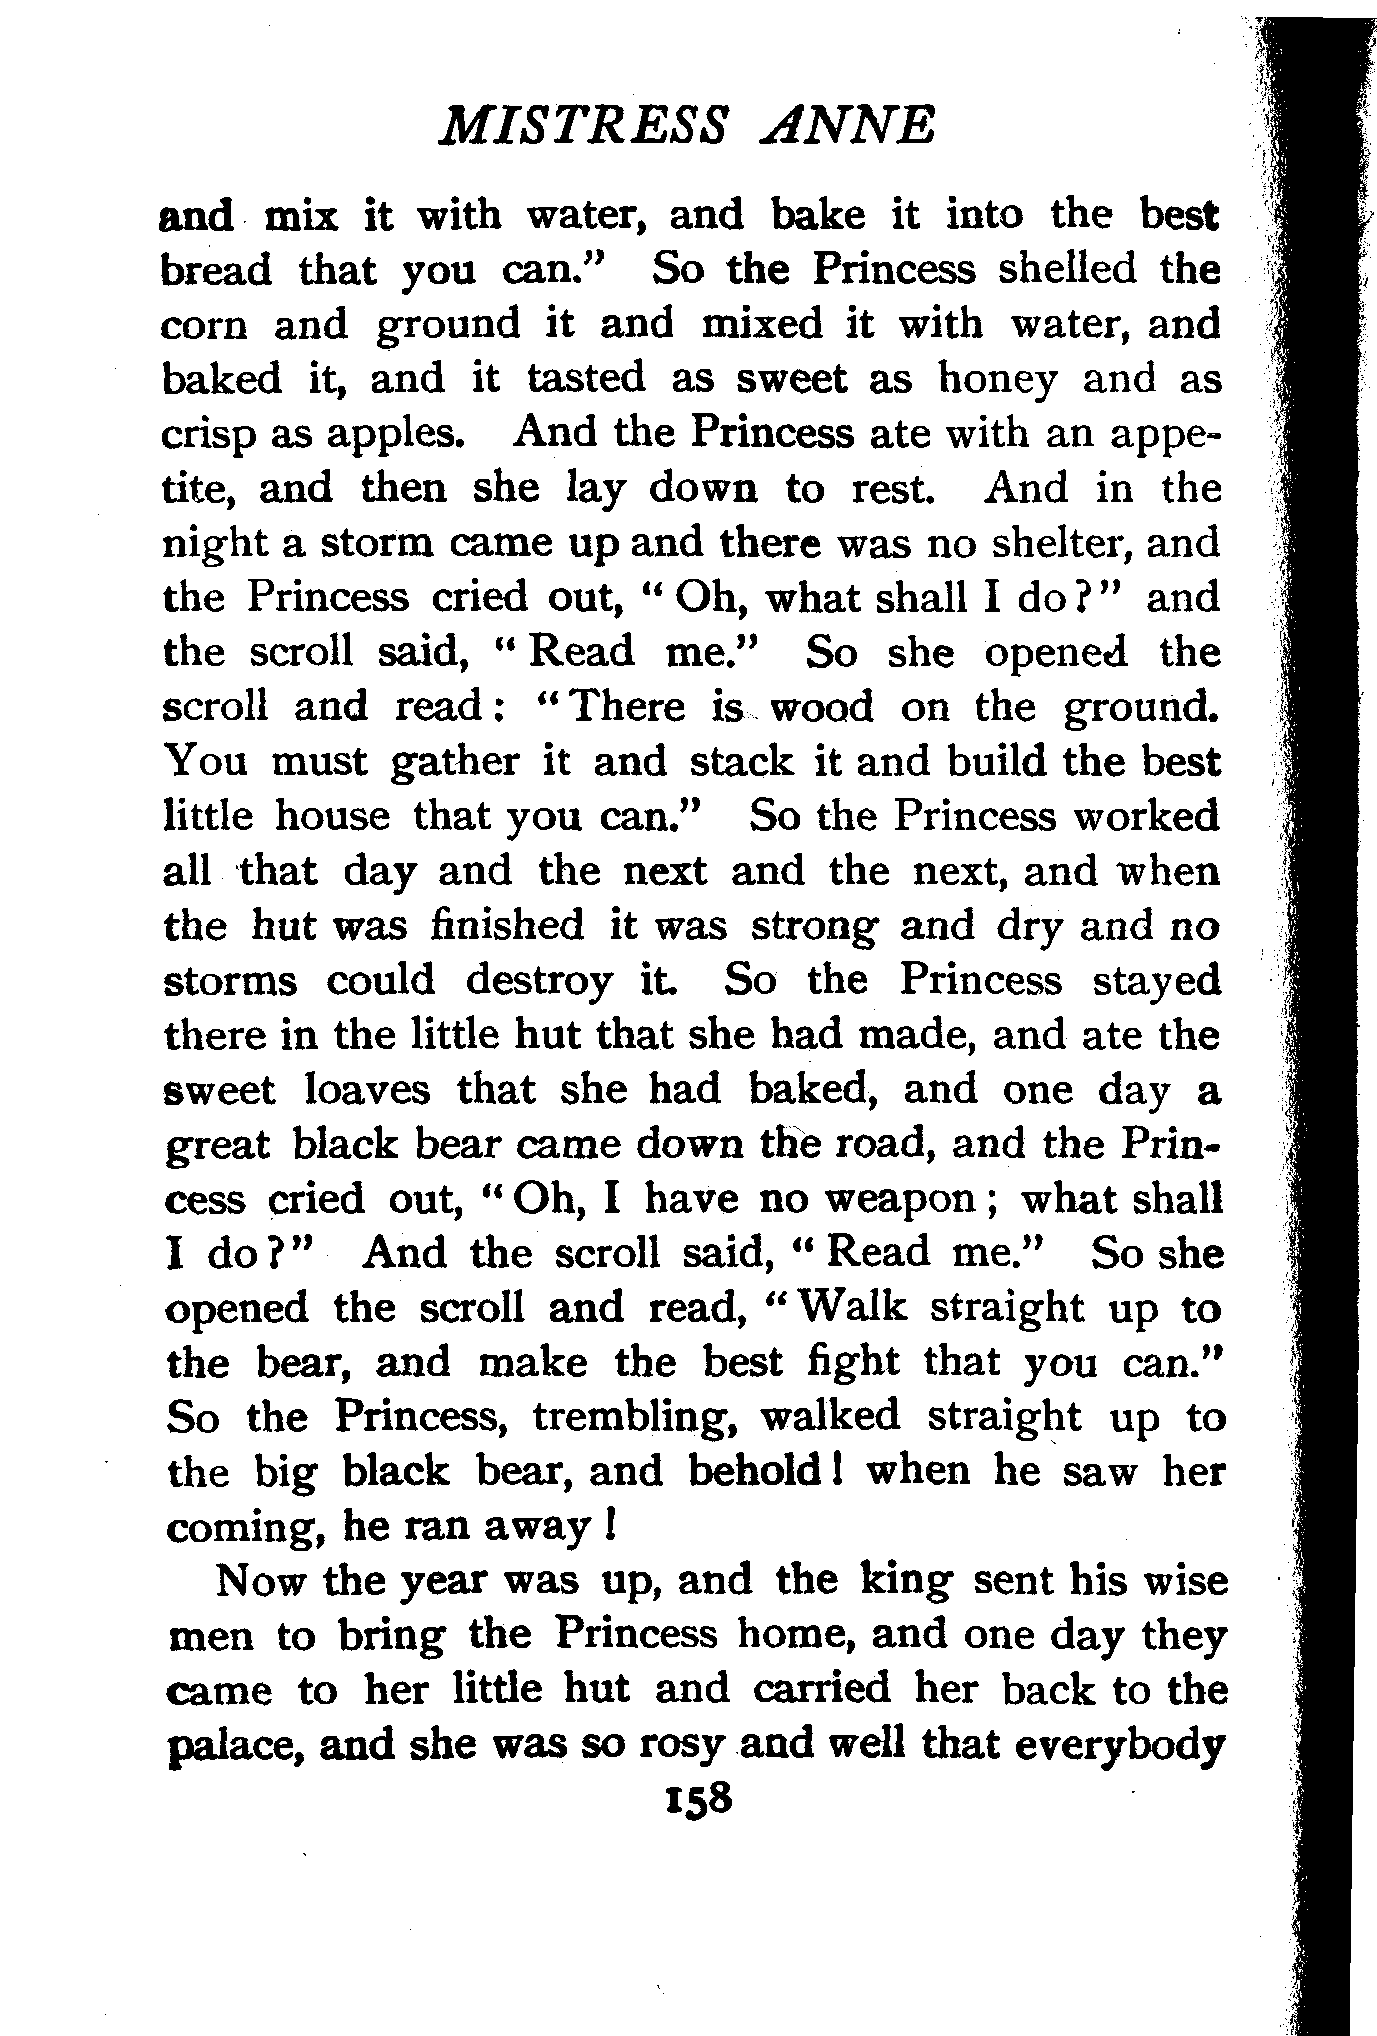 MISTRESS ANNE
and mix it with water, and bake it into the best
bread that you can.” So the Princess shelled the
corn and ground it and mixed it with water, and
baked it, and it tasted as sweet as honey and as
crisp as apples. And the Princess ate with an appe-
tite, and then she lay down to rest. And in the
night a storm came up and there was no shelter, and
the Princess cried out, “Oh, what shall I do?” and
the scroll said, “Read me.” So she opened the
scroll and read: “There is wood on the ground.
You must gather it and stack it and build the best
little house that you can.” So the Princess worked
all that day and the next and the next, and when
the hut was finished it was strong and dry and no
storms could destroy it. So the Princess stayed
there in the little hut that she had made, and ate the
sweet loaves that she had baked, and one day a
great black bear came down the road, and the Prin-
cess cried out, “Oh, I have no weapon; what shall
I do?” And the scroll said, “Read me.” So she
opened the scroll and read, “Walk straight up to
the bear, and make the best fight that you can.”
So the Princess, trembling, walked straight up to
the big black bear, and behold! when he saw her
coming, he ran away!
Now the year was up, and the king sent his wise
men to bring the Princess home, and one day they
came to her little hut and carried her back to the
palace, and she was so rosy and well that everybody
158